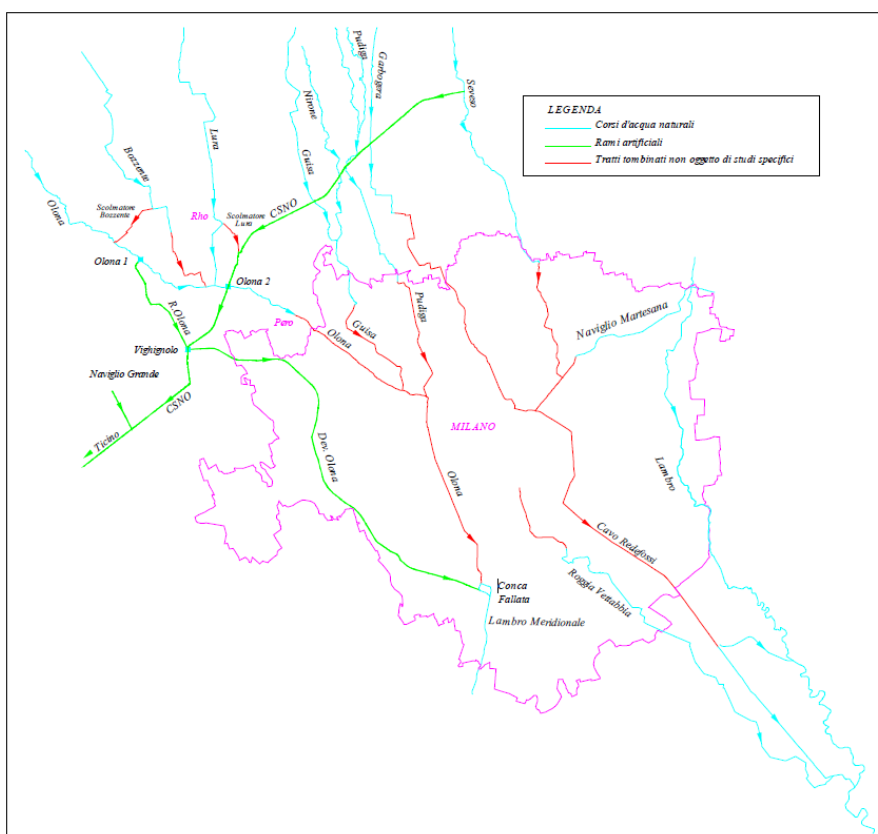 Pudiga
Garbogera
Seveso
Nirone
Guisa
Lura
Bozzente
Olona
LEGENDA
Corsi d'acqua naturali
Rami artificiali
Tratti tombinati non oggetto di studi specifici
Scolmatore
Bozzente
Rho
Scolmatore
Lura
CSNO
Olona 1
Olona 2
R.Olona
Pero
Olona
Guisa
Pudiga
Naviglio Martesana
Vighignolo
Naviglio Grande
CSNO
Ticino
Dev. Olona
MILANO
Olona
Lambro
Cavo Redefossi
Roggia Vettabbia
Conca
Fallata
Lambro Meridionale